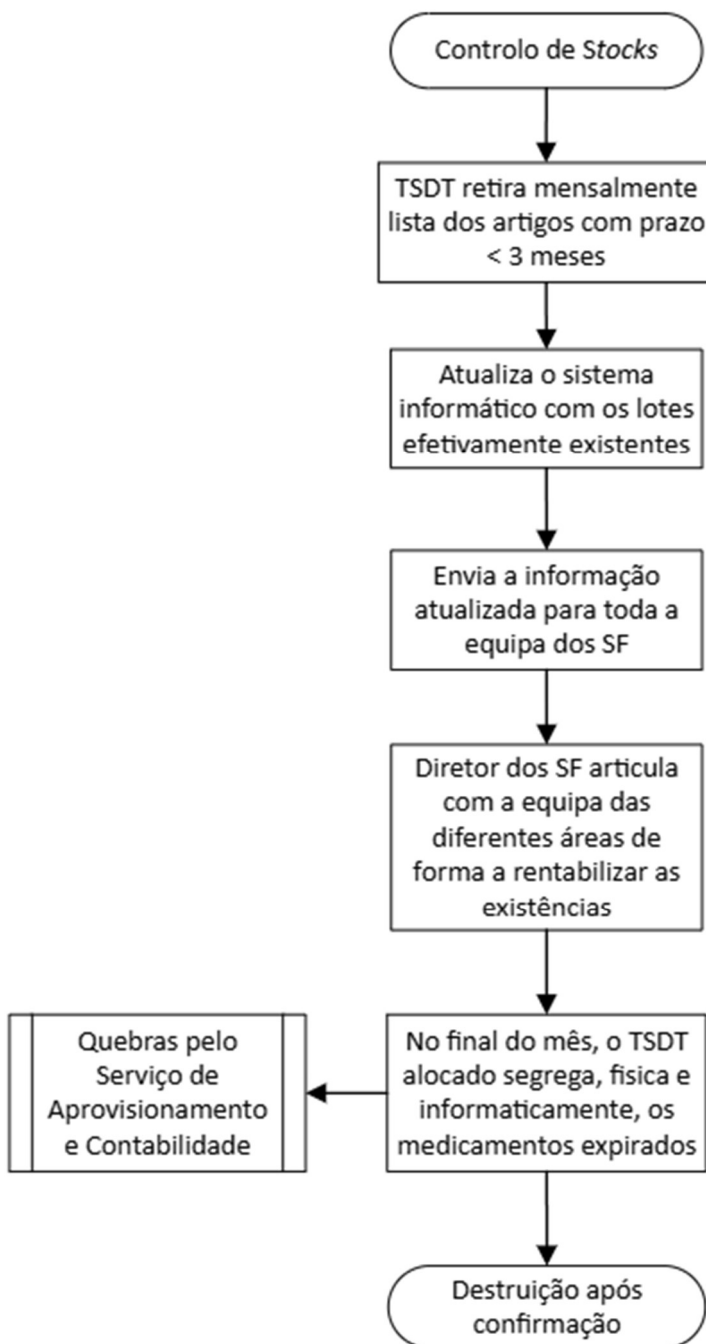 Controlo de Stocks
TSDT retira mensalmente
lista dos artigos com prazo
< 3 meses
Atualiza o sistema
informático com os lotes
efetivamente existentes
Envia a informação
atualizada para toda a
equipa dos SF
Diretor dos SF articula
com a equipa das
diferentes áreas de
forma a rentabilizar as
existências
No final do mês, o TSDT
alocado segrega, fisica e
informaticamente, os
medicamentos expirados
Quebras pelo
Serviço de
Aprovisionamento
e Contabilidade
Destruição após
confirmação